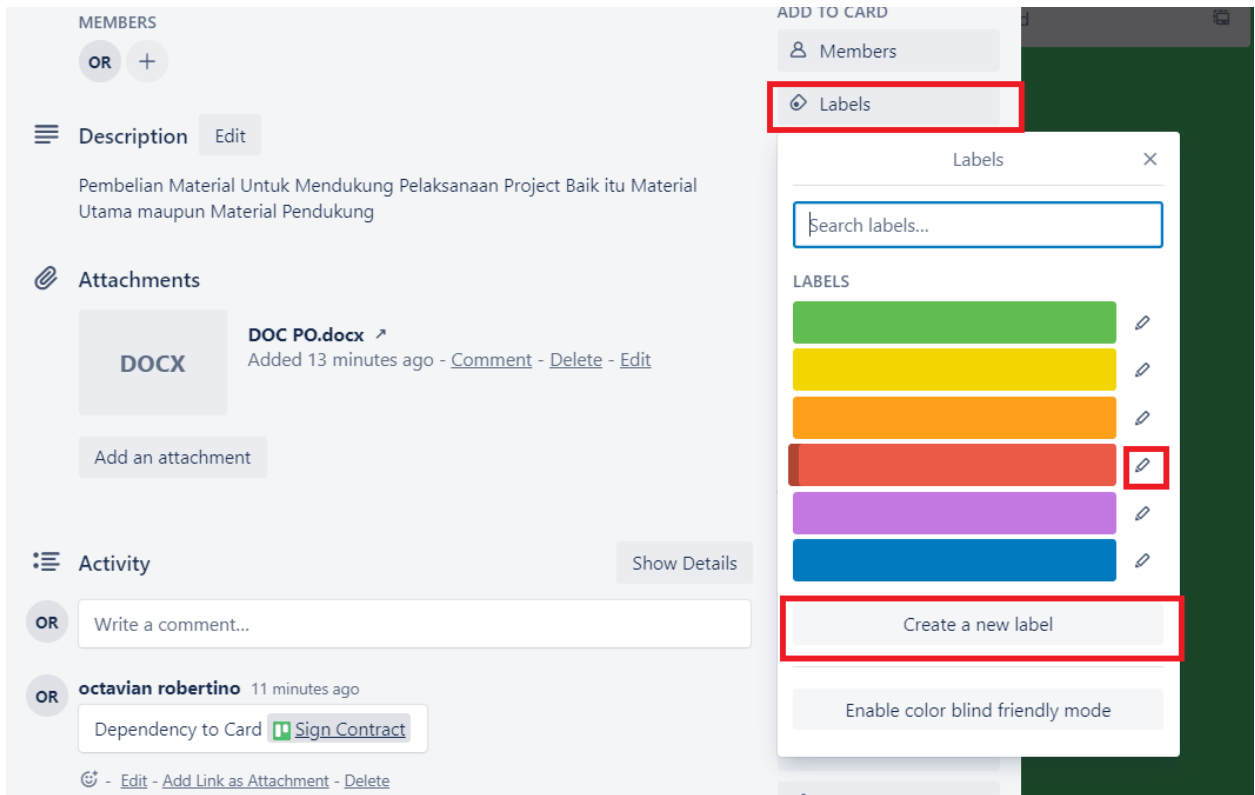 MEMBERS
OR +
Description Edit
Pembelian Material Untuk Mendukung Pelaksanaan Project Baik itu Material
Utama maupun Material Pendukung
Attachments
DOCX
DOC PO.docx ↗
Added 13 minutes ago - Comment - Delete - Edit
Add an attachment
Activity Show Details
OR Write a comment...
OR octavian robertino 11 minutes ago
Dependency to Card Sign Contract
- Edit - Add Link as Attachment - Delete
ADD TO CARD
Members
Labels
Labels
Search labels...
LABELS
Create a new label
Enable color blind friendly mode